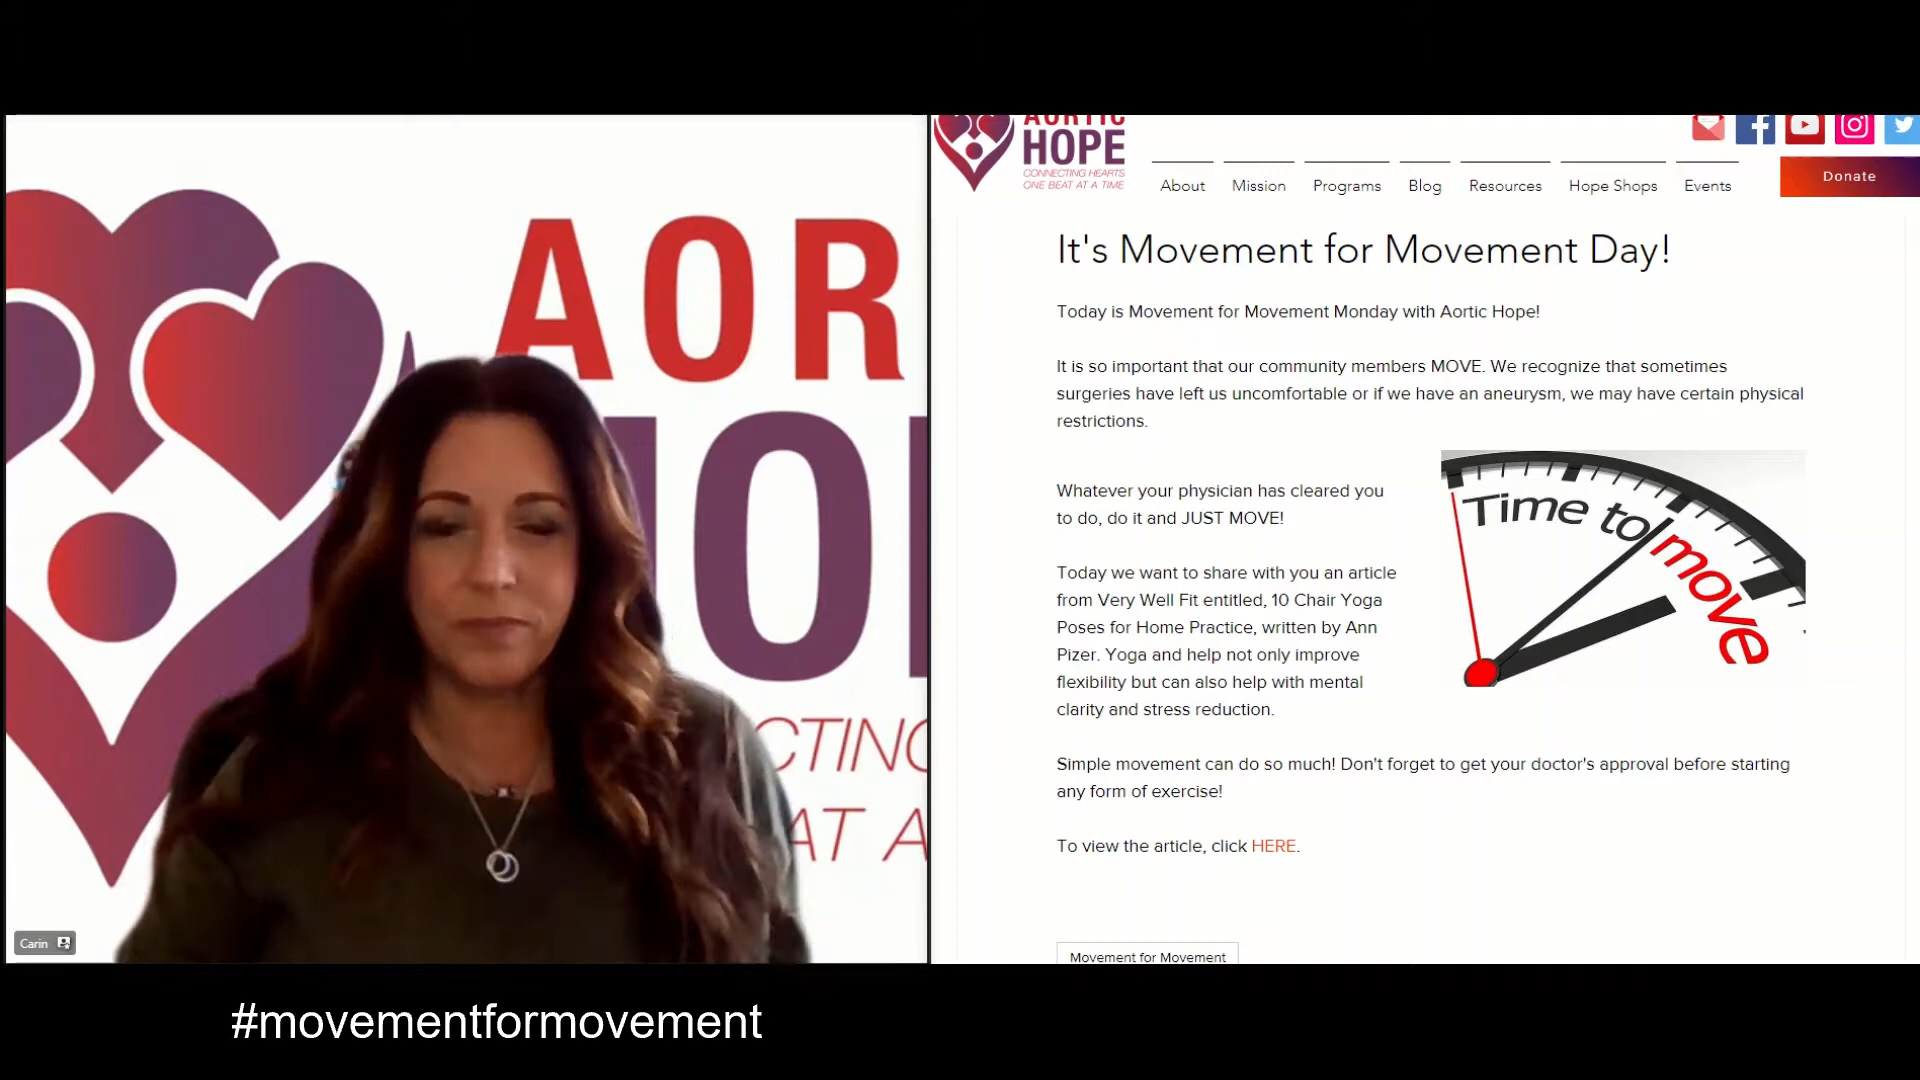 AOR
HO
CTING
AT A
Carin
#movementformovement
AORTIC
HOPE
CONNECTING HEARTS
ONE BEAT AT A TIME
About Mission Programs Blog Resources Hope Shops Events
Donate
It's Movement for Movement Day!
Today is Movement for Movement Monday with Aortic Hope!
It is so important that our community members MOVE. We recognize that sometimes
surgeries have left us uncomfortable or if we have an aneurysm, we may have certain physical
restrictions.
Whatever your physician has cleared you
to do, do it and JUST MOVE!
Today we want to share with you an article
from Very Well Fit entitled, 10 Chair Yoga
Poses for Home Practice, written by Ann
Pizer. Yoga and help not only improve
flexibility but can also help with mental
clarity and stress reduction.
Time to move
Simple movement can do so much! Don't forget to get your doctor's approval before starting
any form of exercise!
To view the article, click HERE.
Movement for Movement